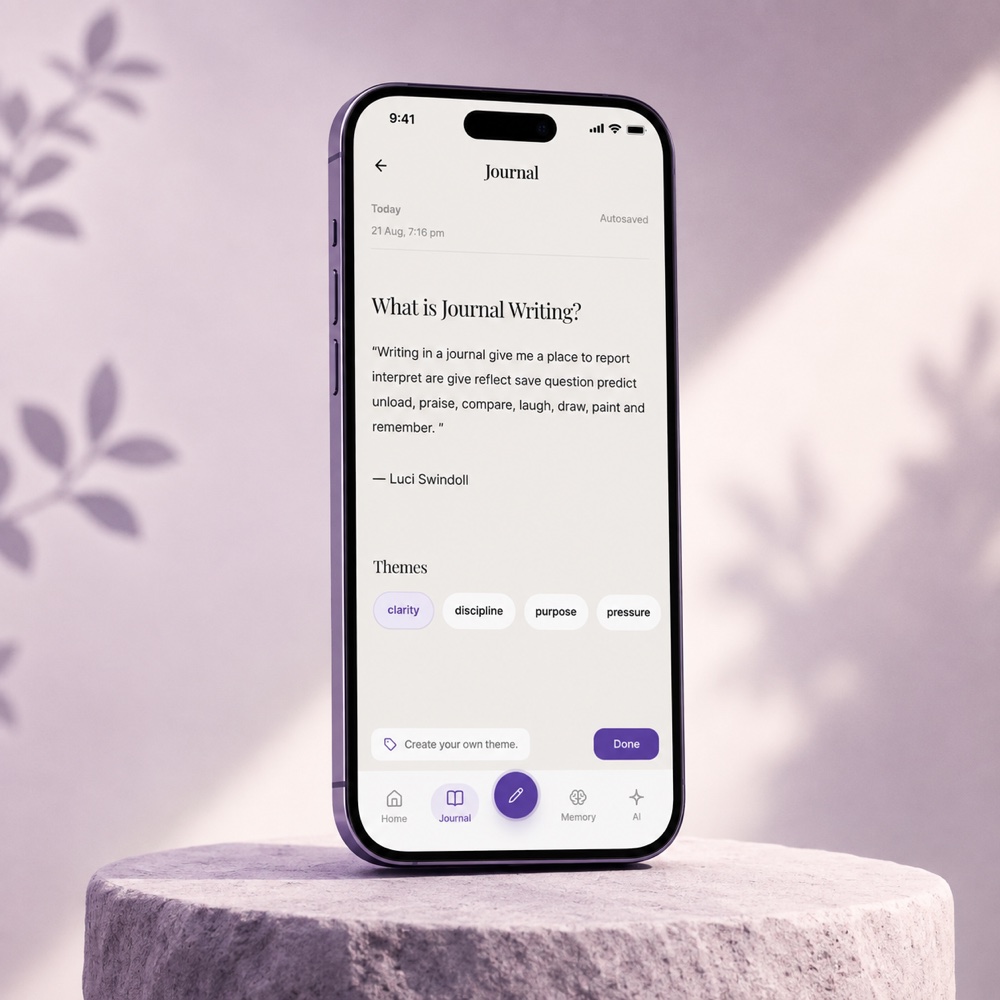 9:41
Journal
Today
Autosaved
21 Aug, 7:16 pm
What is Journal Writing?
“Writing in a journal give me a place to report
interpret are give reflect save question predict
unload, praise, compare, laugh, draw, paint and
remember. ”
— Luci Swindoll
Themes
clarity discipline purpose pressure
Create your own theme. Done
Home Journal Memory AI